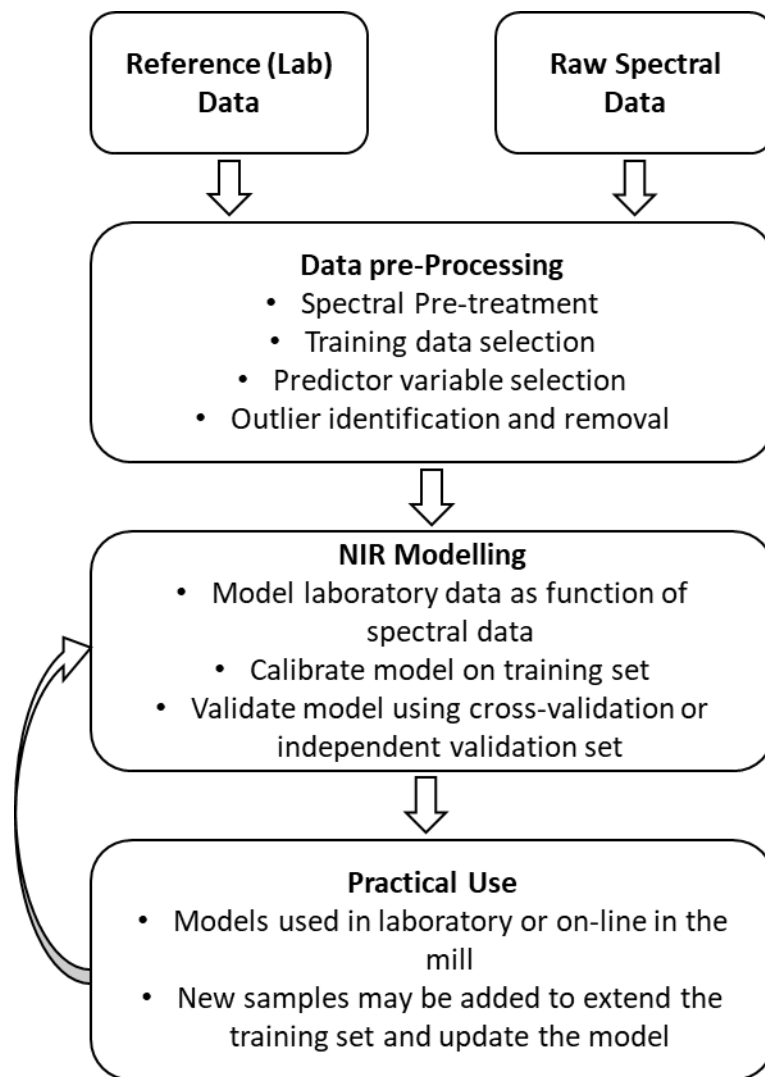 Reference (Lab)
Data
Raw Spectral
Data
Data pre-Processing
• Spectral Pre-treatment
• Training data selection
• Predictor variable selection
• Outlier identification and removal
NIR Modelling
• Model laboratory data as function of
spectral data
• Calibrate model on training set
• Validate model using cross-validation or
independent validation set
Practical Use
• Models used in laboratory or on-line in the
mill
• New samples may be added to extend the
training set and update the model